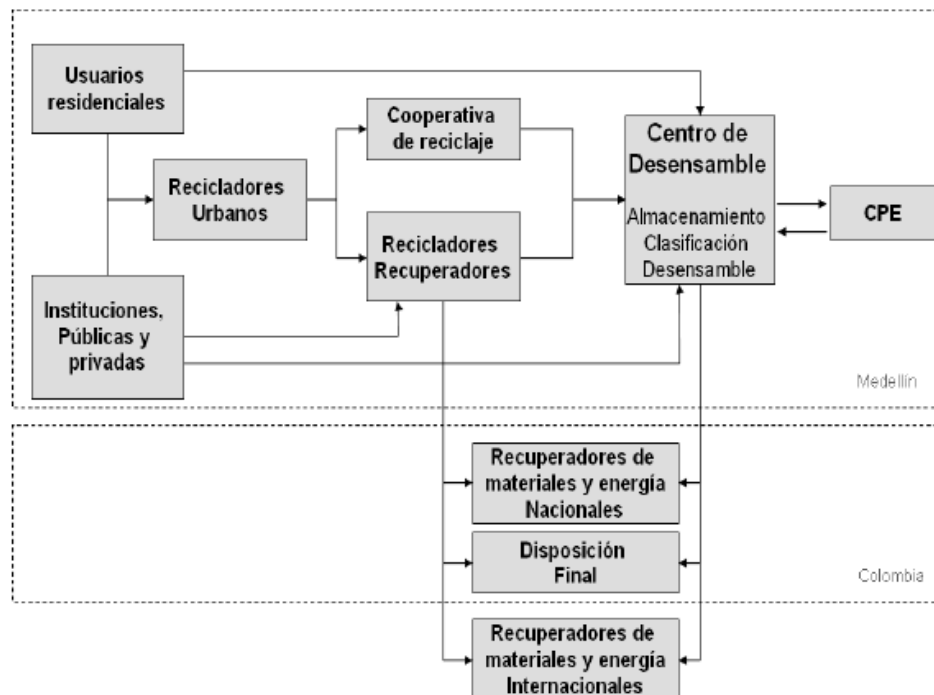 Usuarios
residenciales
Cooperativa
de reciclaje
Centro de
Desensamble
Almacenamiento
Clasificación
Desensamble
Recicladores
Urbanos
CPE
Recicladores
Recuperadores
Instituciones,
Públicas y
privadas
Medellín
Recuperadores de
materiales y energía
Nacionales
Disposición
Final
Colombia
Recuperadores de
materiales y energía
Internacionales